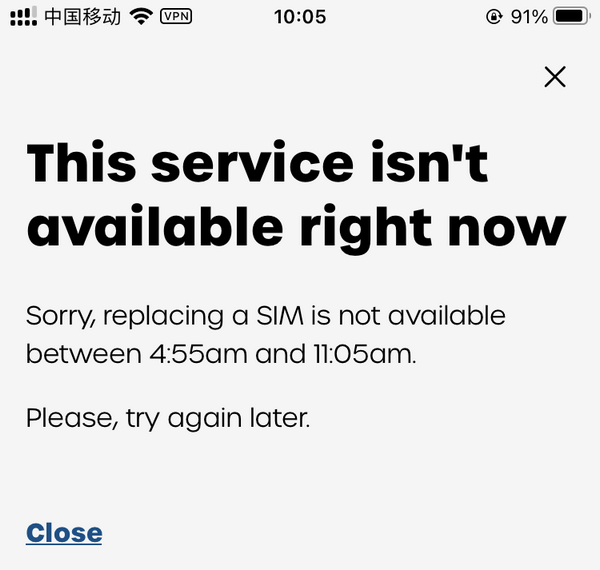 中国移动 VPN 10:05 91%
This service isn't
available right now
Sorry, replacing a SIM is not available
between 4:55am and 11:05am.
Please, try again later.
Close